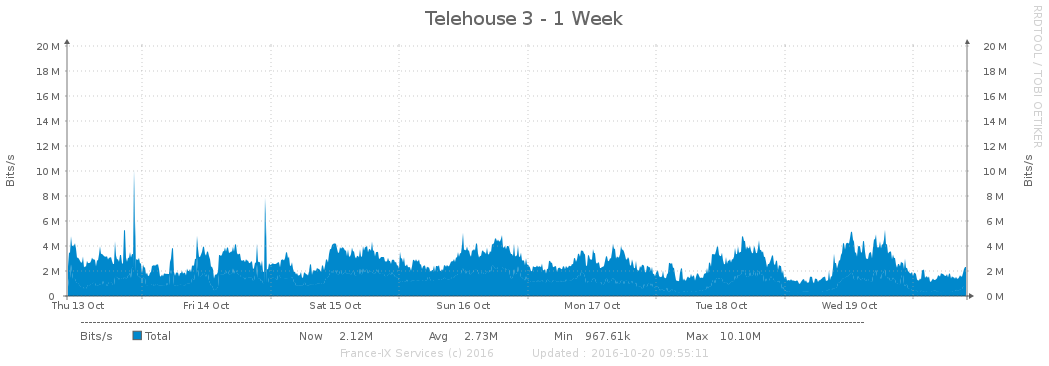 Telehouse 3 - 1 Week
RRDTOOL / TOBI OETIKER
Bits/s
20 M 20 M
18 M 18 M
16 M 16 M
14 M 14 M
12 M 12 M
10 M 10 M
8 M 8 M
6 M 6 M
4 M 4 M
2 M 2 M
0 0 M
Bits/s
Thu 13 Oct Fri 14 Oct Sat 15 Oct Sun 16 Oct Mon 17 Oct Tue 18 Oct Wed 19 Oct
Bits/s Total Now 2.12M Avg 2.73M Min 967.61k Max 10.10M
France-IX Services (c) 2016 Updated : 2016-10-20 09:55:11